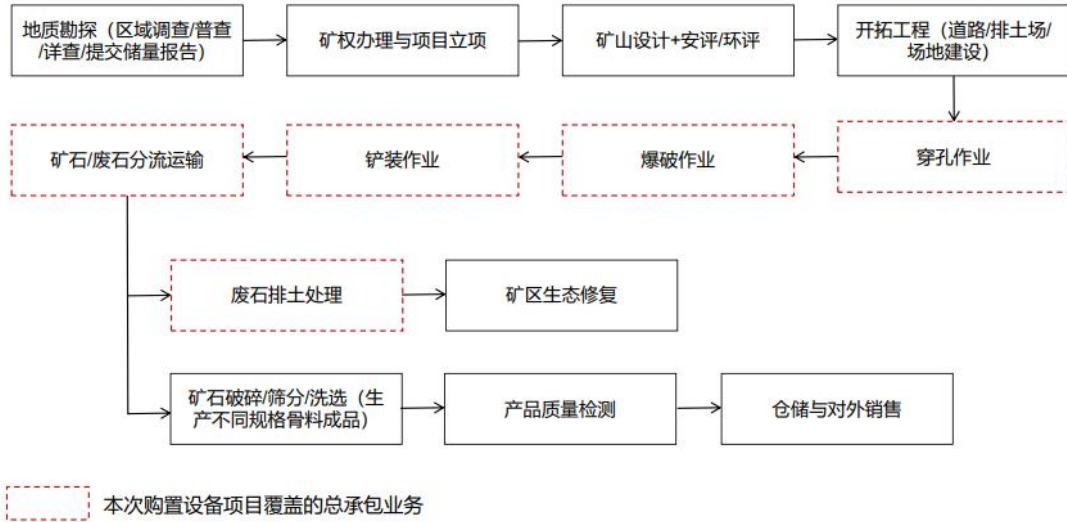 地质勘探（区域调查/普查
/详查/提交储量报告）
矿权办理与项目立项
矿山设计+安评/环评
开拓工程（道路/排土场/
场地建设）
矿石/废石分流运输
铲装作业
爆破作业
穿孔作业
废石排土处理
矿区生态修复
矿石破碎/筛分/洗选（生
产不同规格骨料成品）
产品质量检测
仓储与对外销售
本次购置设备项目覆盖的总承包业务